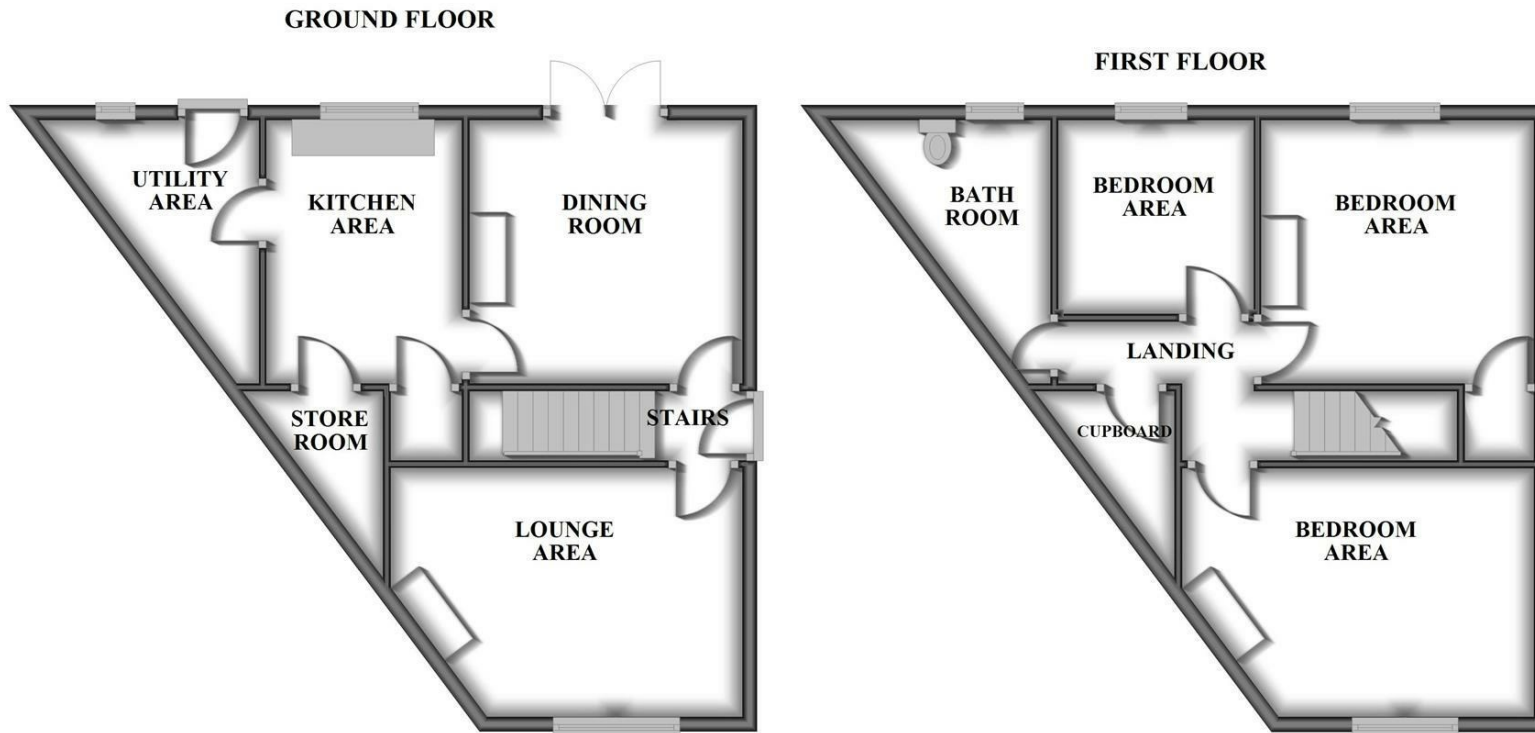 GROUND FLOOR
UTILITY
AREA
KITCHEN
AREA
DINING
ROOM
STORE
ROOM
STAIRS
LOUNGE
AREA
FIRST FLOOR
BATH
ROOM
BEDROOM
AREA
BEDROOM
AREA
LANDING
CUPBOARD
BEDROOM
AREA